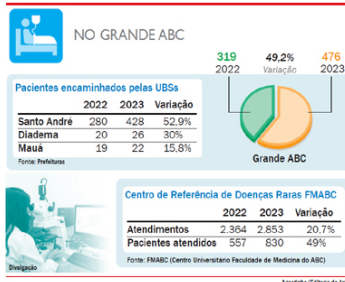 NO GRANDE ABC
319 49,2% 476
2022 Variação 2023
Grande ABC
Pacientes encaminhados pelas UBSs
2022 2023 Variação
Santo André 280 428 52,9%
Diadema 20 26 30%
Mauá 19 22 15,8%
Fonte: Prefeituras
Centro de Referência de Doenças Raras FMABC
2022 2023 Variação
Atendimentos 2.364 2.853 20,7%
Pacientes atendidos 557 830 49%
Fonte: FMABC (Centro Universitário Faculdade de Medicina do ABC)
Divulgação